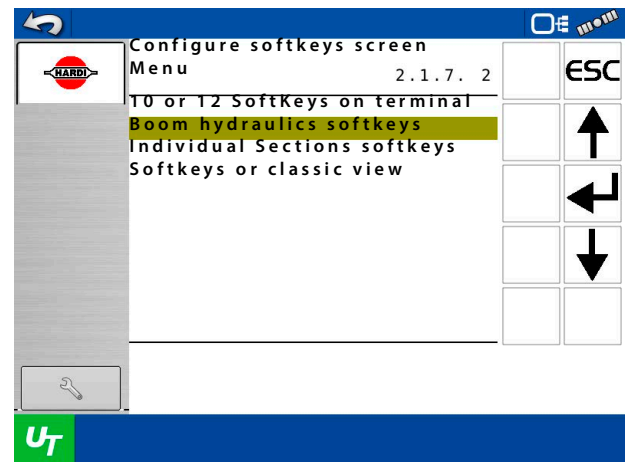 Configure softkeys screen
Menu 2.1.7. 2
ESC
HARDI
10 or 12 SoftKeys on terminal
Boom hydraulics softkeys
Individual Sections softkeys
Softkeys or classic view
UT